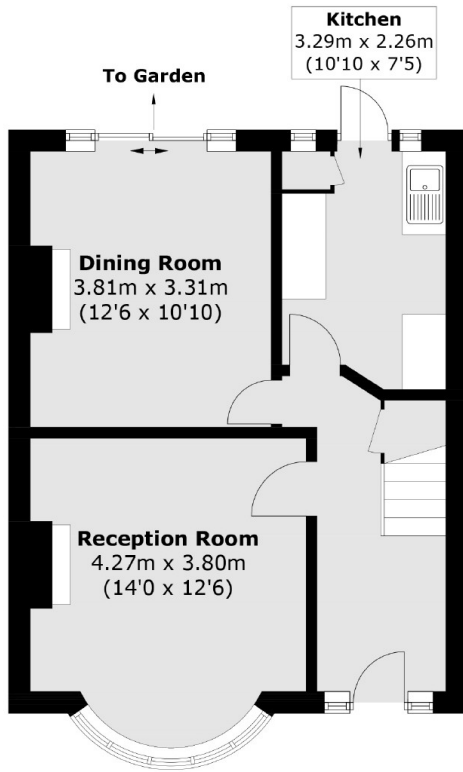 Kitchen
3.29m x 2.26m
(10'10 x 7'5)
To Garden
Dining Room
3.81m x 3.31m
(12'6 x 10'10)
Reception Room
4.27m x 3.80m
(14'0 x 12'6)